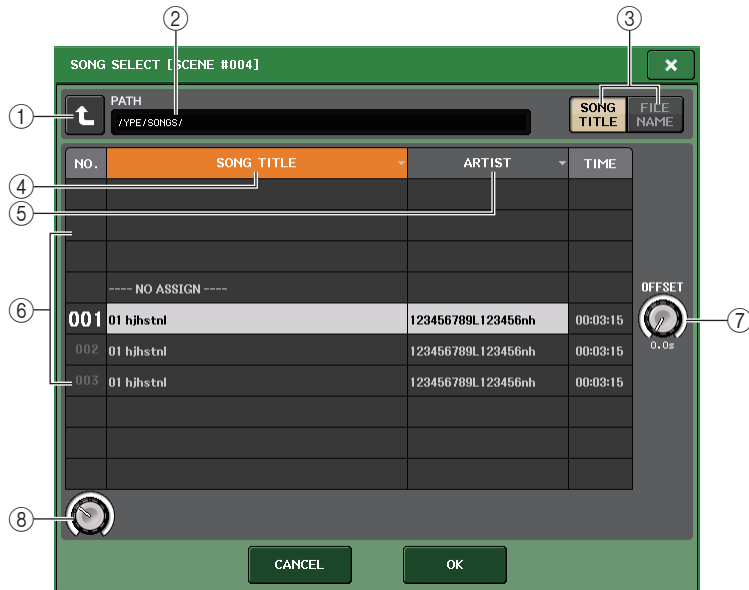 ② ③
SONG SELECT [SCENE #004] ×
① PATH
/YPE/SONGS/
SONG TITLE FILE NAME
NO. SONG TITLE ARTIST TIME
④
⑤
---- NO ASSIGN ----
OFFSET
⑥ 001 01 hjhstnl 123456789L123456nh 00:03:15 ⑦
0.0s
002 01 hjhstnl 123456789L123456nh 00:03:15
003 01 hjhstnl 123456789L123456nh 00:03:15
⑧
CANCEL OK